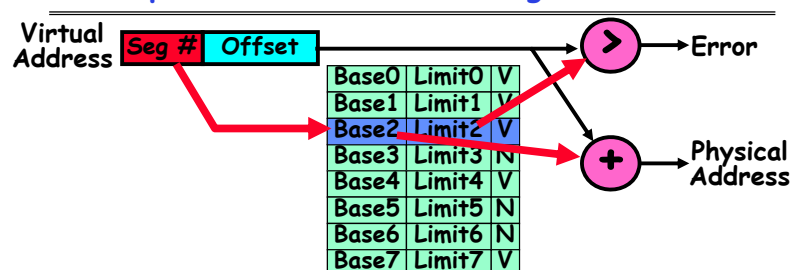 Virtual Address
Seg # Offset
>
Error
Base0 Limit0 V
Base1 Limit1 V
Base2 Limit2 V
Base3 Limit3 N
Base4 Limit4 V
Base5 Limit5 N
Base6 Limit6 N
Base7 Limit7 V
+
Physical Address